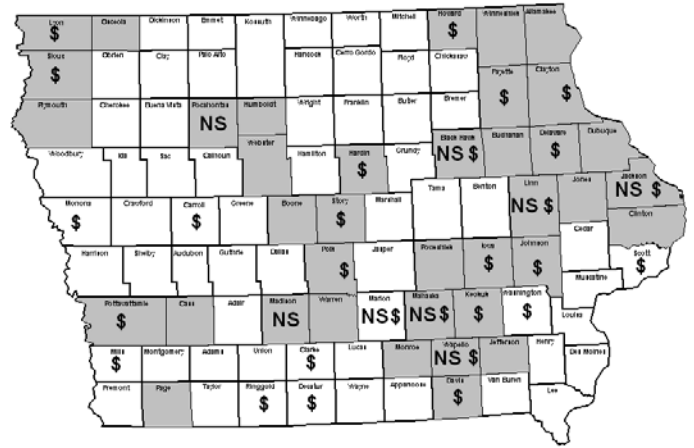 Lyon Osceola Dickinson Emmet Kossuth Winnebago Worth Mitchell Howard Winneshiek Allamakee
$ $
Sioux Obrien Clay Palo Alto Hancock Cerro Gordo Floyd Chickasaw
$
Fayette Clayton
$ $
Plymouth Cherokee Buena Vista Pocahontas Humboldt Wright Franklin Butler Bremer
NS
Woodbury Ida Sac Calhoun Webster Hamilton Hardin Grundy Black Hawk Buchanan Delaware Dubuque
$ NS $ $
Monona Crawford Carroll Greene Boone Story Marshall Tama Benton Linn Jones Jackson
$ $ $ NS $ NS $
Clinton
Harrison Shelby Audubon Guthrie Dallas Polk Jasper Poweshiek Iowa Johnson Cedar Scott
$ $ $ $
Muscatine
Pottawattamie Cass Adair Madison Warren Marion Mahaska Keokuk Washington Louisa
$ NS NS $ NS $ $ $
Mills Montgomery Adams Union Clarke Lucas Monroe Wapello Jefferson Henry Des Moines
$ $ NS $
Fremont Page Taylor Ringgold Decatur Wayne Appanoose Davis Van Buren Lee
$ $ $